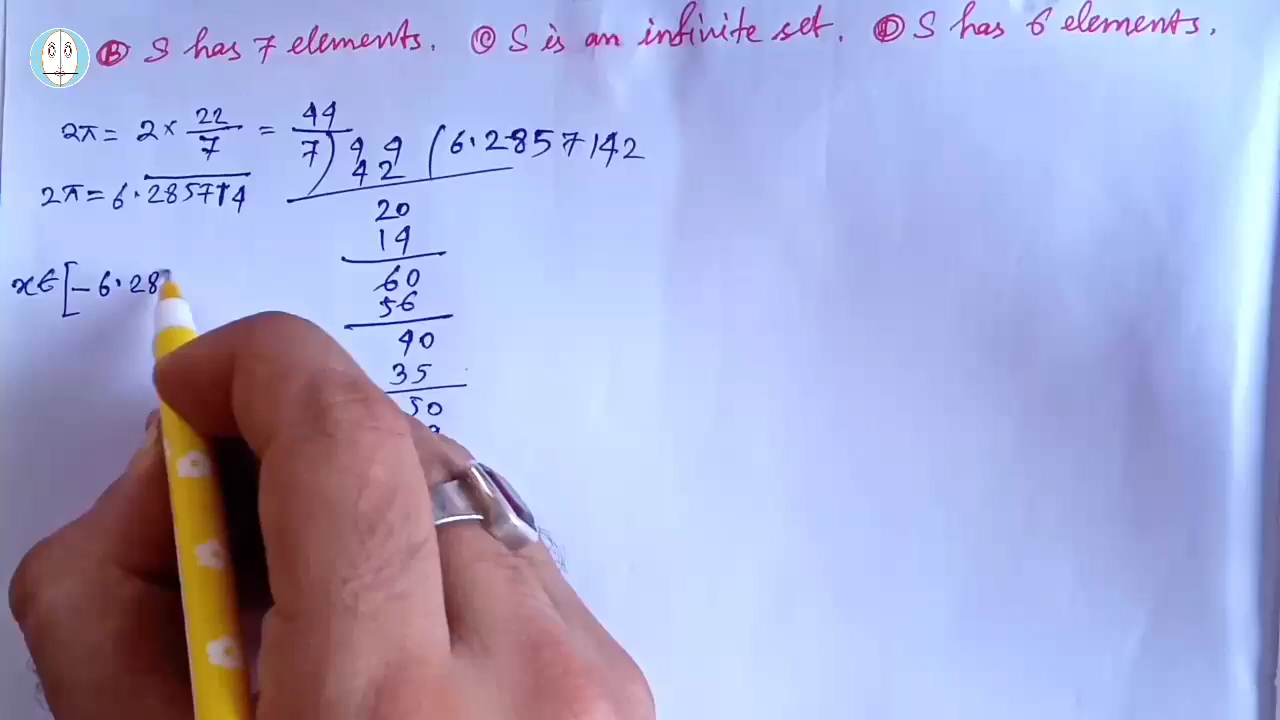 Ⓑ S has 7 elements. Ⓒ S is an infinite set. Ⓓ S has 6 elements.
2π = 2 × 22/7 = 44/7
7) 44 (6.2857142
42
2π = 6.285714
20
14
60
56
x ∈ [-6.28
40
35
50